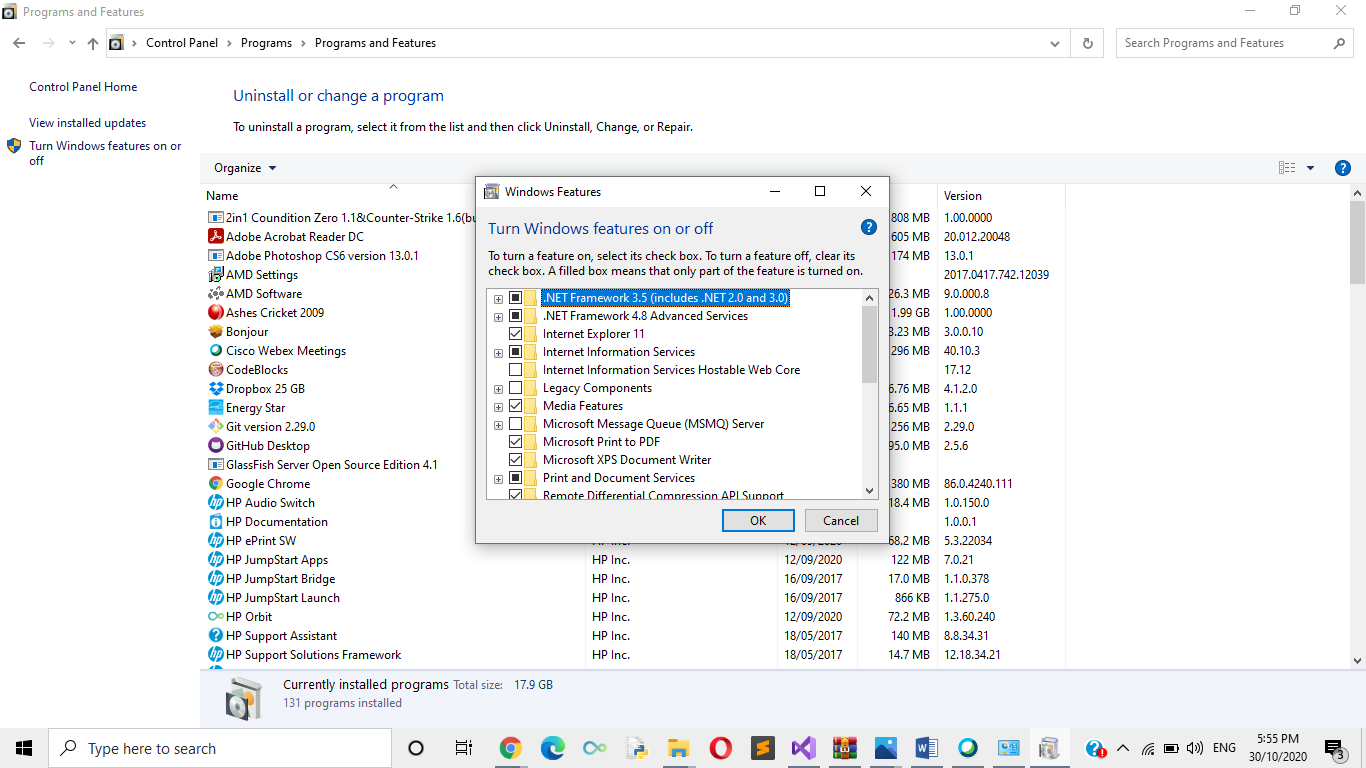 Programs and Features
Control Panel > Programs > Programs and Features
Search Programs and Features
Control Panel Home
View installed updates
Turn Windows features on or
off
Uninstall or change a program
To uninstall a program, select it from the list and then click Uninstall, Change, or Repair.
Organize
Name
Version
2in1 Coundition Zero 1.1&Counter-Strike 1.6(bu
808 MB 1.00.0000
Adobe Acrobat Reader DC
605 MB 20.012.20048
Adobe Photoshop CS6 version 13.0.1
174 MB 13.0.1
AMD Settings
2017.0417.742.12039
AMD Software
26.3 MB 9.0.000.8
Ashes Cricket 2009
1.99 GB 1.00.0000
Bonjour
3.23 MB 3.0.0.10
Cisco Webex Meetings
296 MB 40.10.3
CodeBlocks
17.12
Dropbox 25 GB
6.76 MB 4.1.2.0
Energy Star
6.65 MB 1.1.1
Git version 2.29.0
256 MB 2.29.0
GitHub Desktop
95.0 MB 2.5.6
GlassFish Server Open Source Edition 4.1
Google Chrome
380 MB 86.0.4240.111
HP Audio Switch
18.4 MB 1.0.150.0
HP Documentation
1.0.0.1
HP ePrint SW
68.2 MB 5.3.22034
HP JumpStart Apps HP Inc. 12/09/2020 122 MB 7.0.21
HP JumpStart Bridge HP Inc. 16/09/2017 17.0 MB 1.1.0.378
HP JumpStart Launch HP Inc. 16/09/2017 866 KB 1.1.275.0
HP Orbit HP Inc. 12/09/2020 72.2 MB 1.3.60.240
HP Support Assistant HP Inc. 18/05/2017 140 MB 8.8.34.31
HP Support Solutions Framework HP Inc. 18/05/2017 14.7 MB 12.18.34.21
Windows Features
Turn Windows features on or off
To turn a feature on, select its check box. To turn a feature off, clear its
check box. A filled box means that only part of the feature is turned on.
.NET Framework 3.5 (includes .NET 2.0 and 3.0)
.NET Framework 4.8 Advanced Services
Internet Explorer 11
Internet Information Services
Internet Information Services Hostable Web Core
Legacy Components
Media Features
Microsoft Message Queue (MSMQ) Server
Microsoft Print to PDF
Microsoft XPS Document Writer
Print and Document Services
Remote Differential Compression API Support
OK
Cancel
Currently installed programs Total size: 17.9 GB
131 programs installed
Type here to search
ENG
5:55 PM
30/10/2020
3